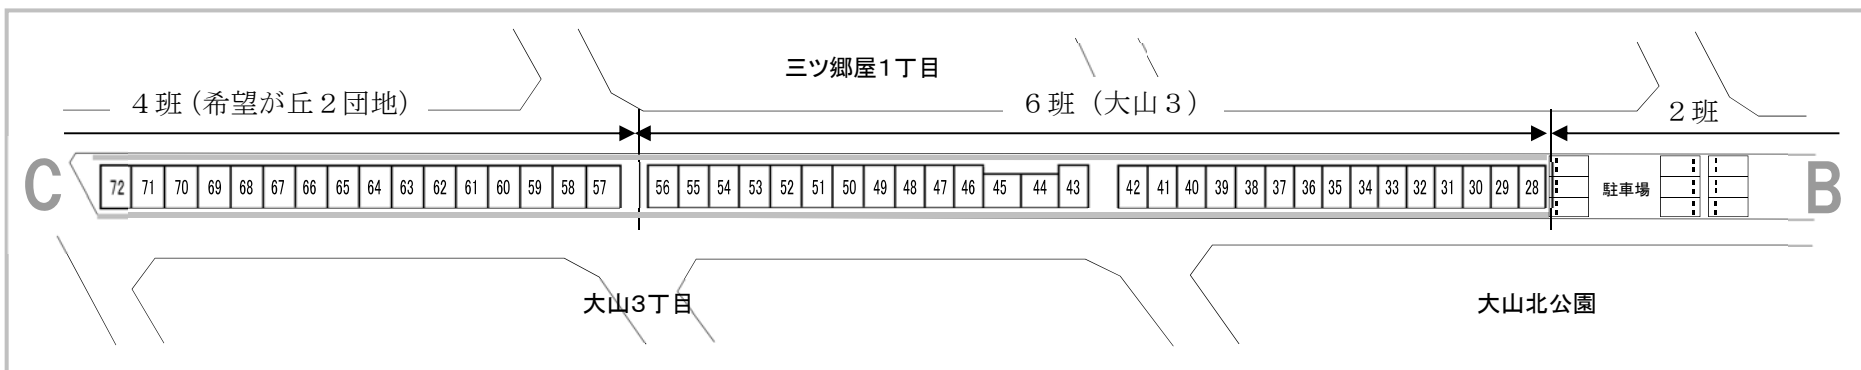 三ツ郷屋1丁目
4班(希望が丘2団地)
6班(大山3)
2班
C
72 71 70 69 68 67 66 65 64 63 62 61 60 59 58 57 56 55 54 53 52 51 50 49 48 47 46 45 44 43 42 41 40 39 38 37 36 35 34 33 32 31 30 29 28
駐車場
B
大山3丁目
大山北公園